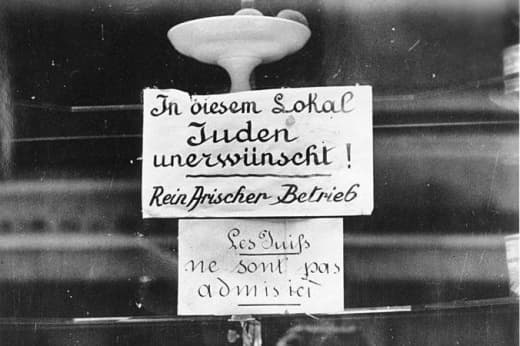 In diesem Lokal
Juden
unerwünscht!
Rein Arischer Betrieb
Les Juifs
ne sont pas
admis ici